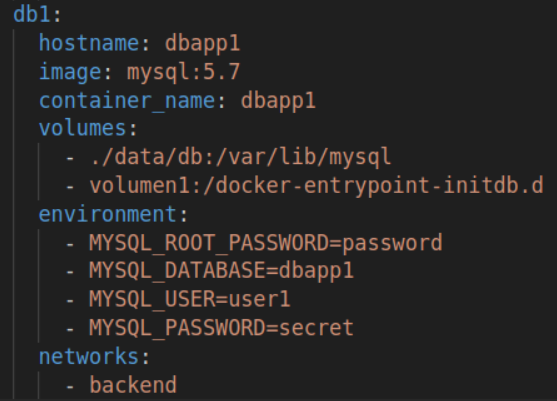 db1:
hostname: dbapp1
image: mysql:5.7
container_name: dbapp1
volumes:
- ./data/db:/var/lib/mysql
- volumen1:/docker-entrypoint-initdb.d
environment:
- MYSQL_ROOT_PASSWORD=password
- MYSQL_DATABASE=dbapp1
- MYSQL_USER=user1
- MYSQL_PASSWORD=secret
networks:
- backend